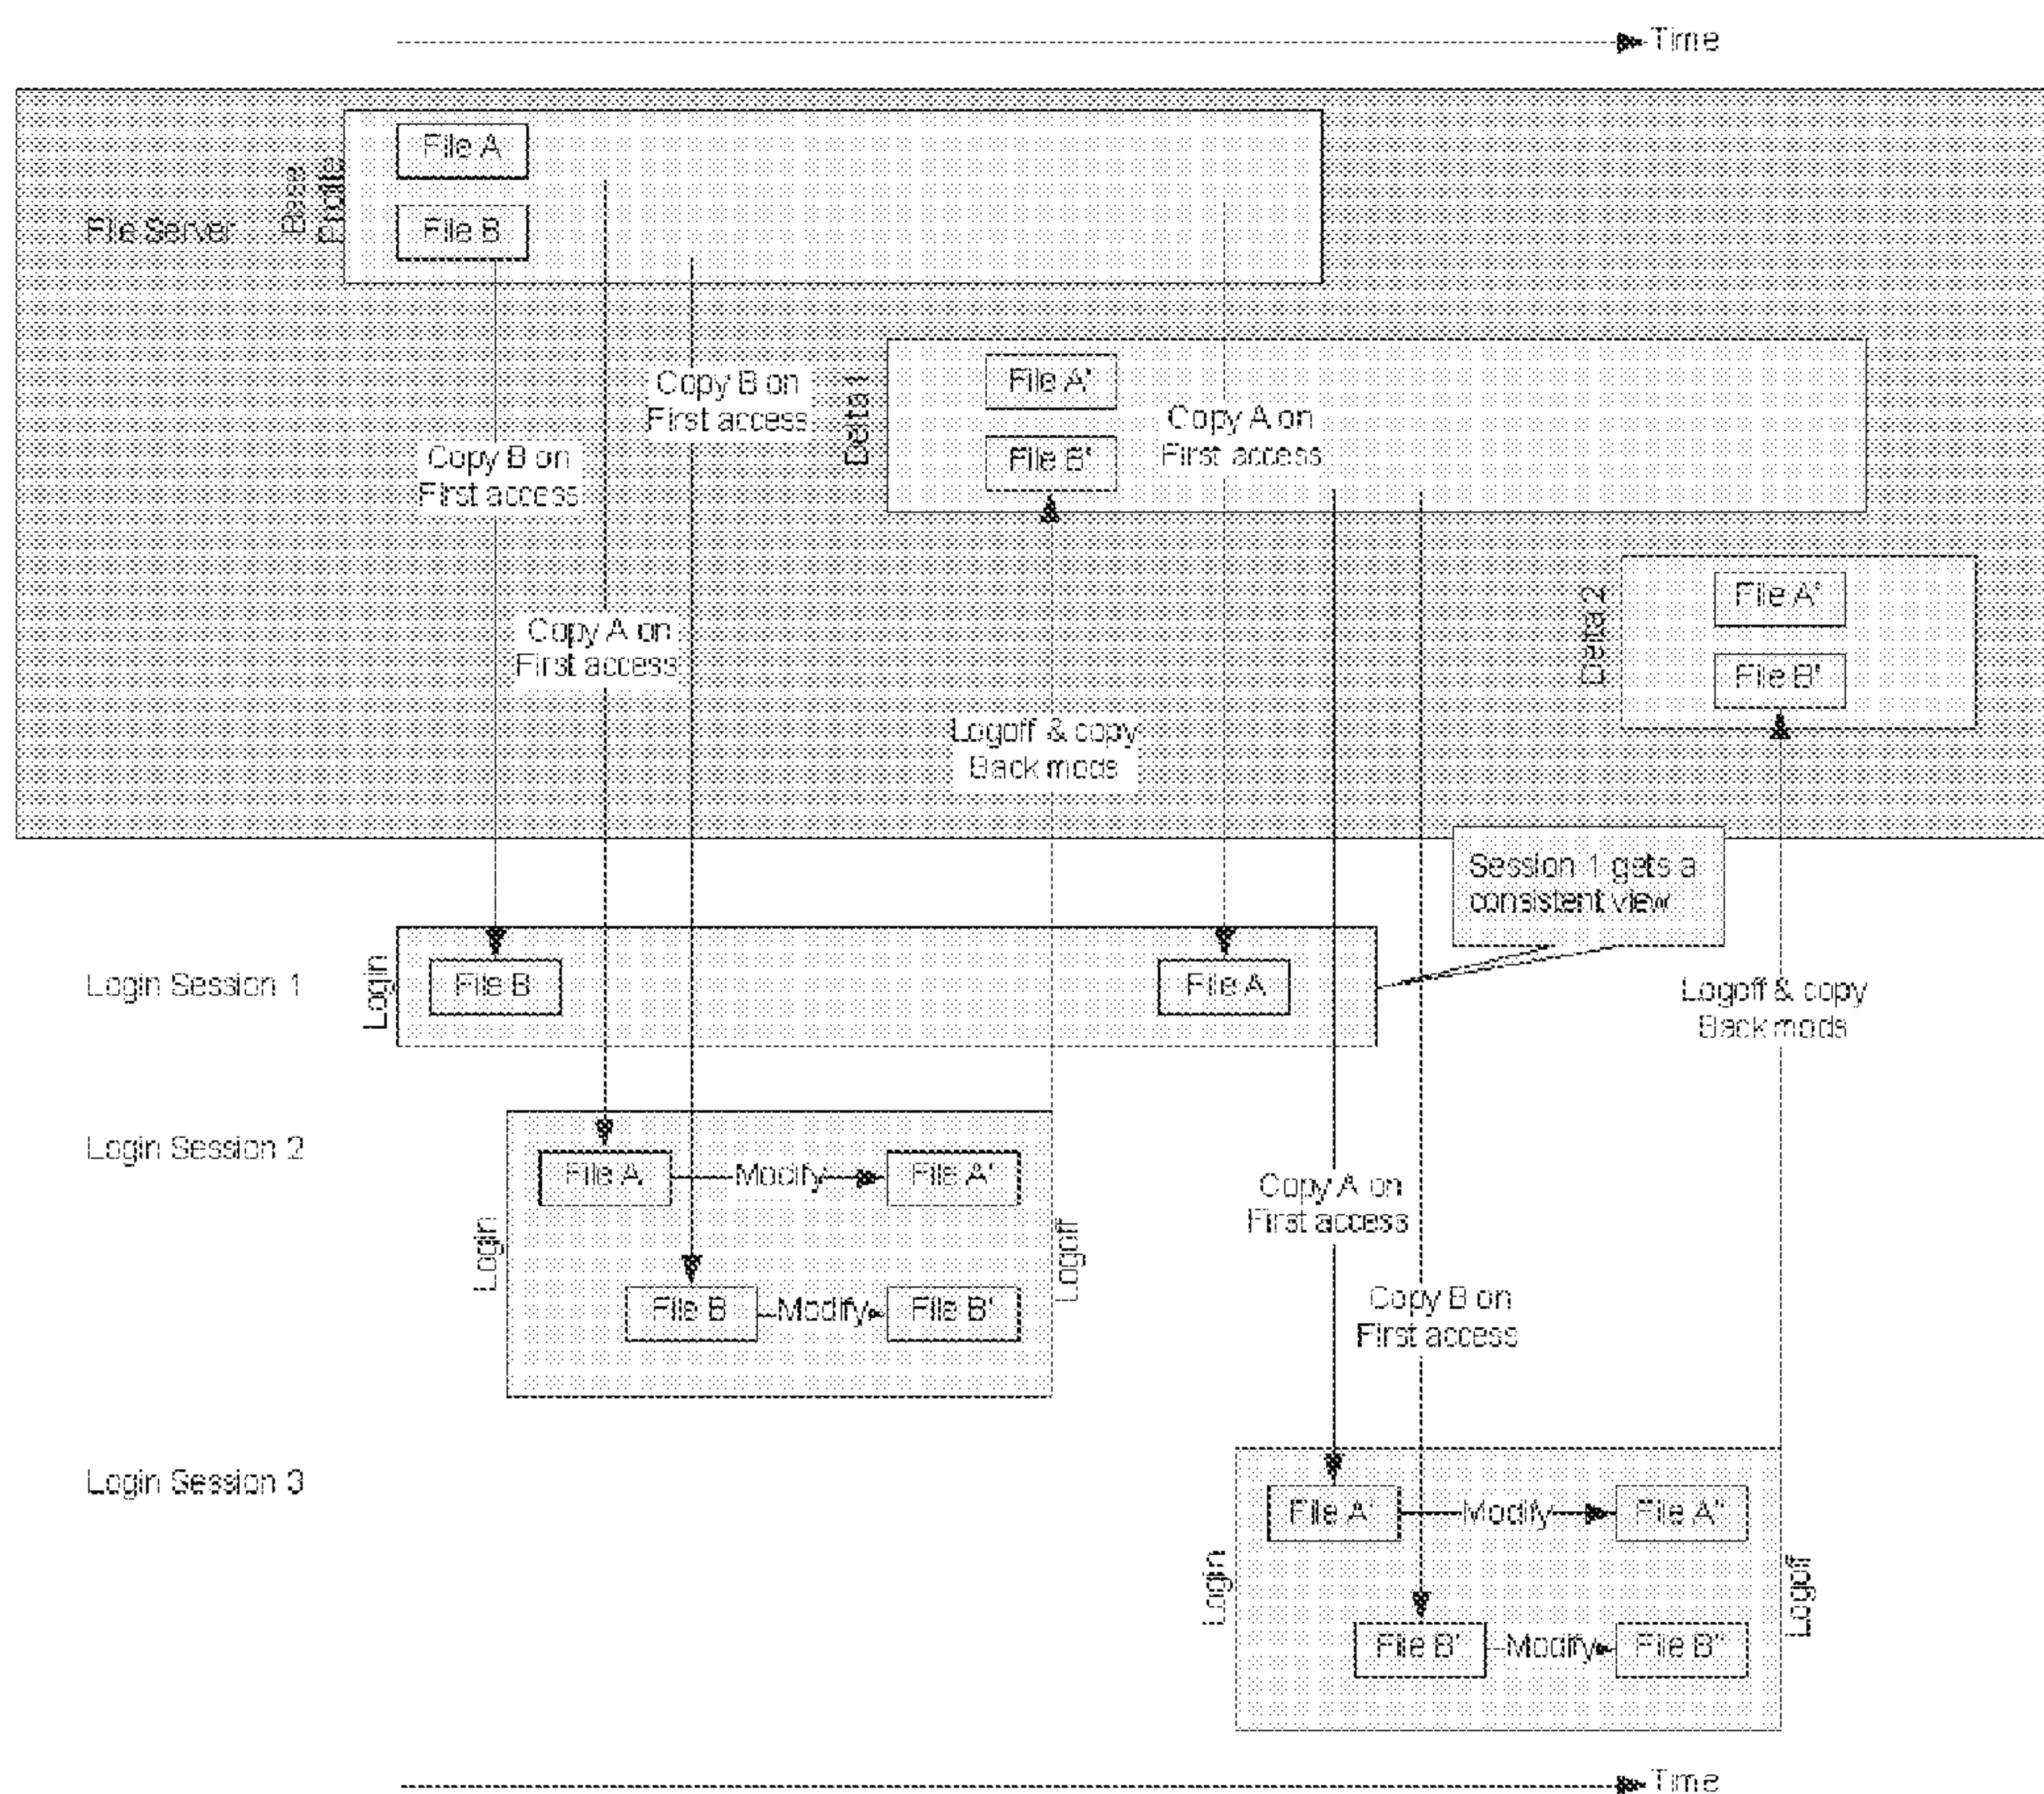 Time
File A
Base
Profile
File Server
File B
File A'
Copy B on
First access
Delta 1
Copy A on
First access
File B'
Copy B on
First access
File A'
Delta 2
Copy A on
First access
File B'
Logoff & copy
Back mods
Session 1 gets a
consistent view
Login Session 1
Login
File B
File A
Logoff & copy
Back mods
Login Session 2
File A
Modify
File A'
Copy A on
First access
Login
Logoff
File B
Modify
File B'
Copy B on
First access
Login Session 3
File A'
Modify
File A"
Login
Logoff
File B'
Modify
File B"
Time